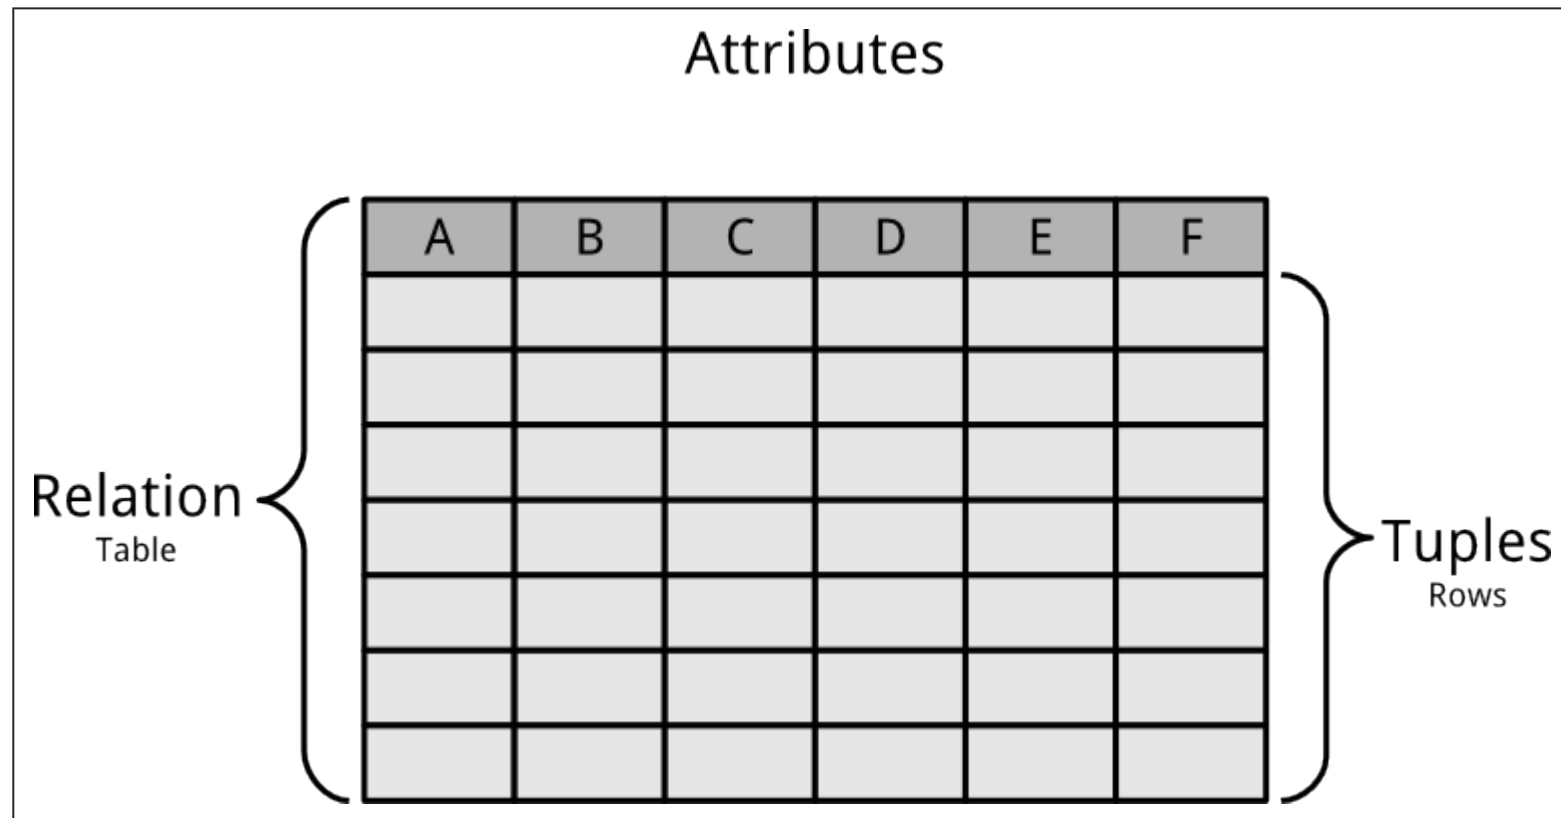 Attributes
A B C D E F
Relation
Table
Tuples
Rows